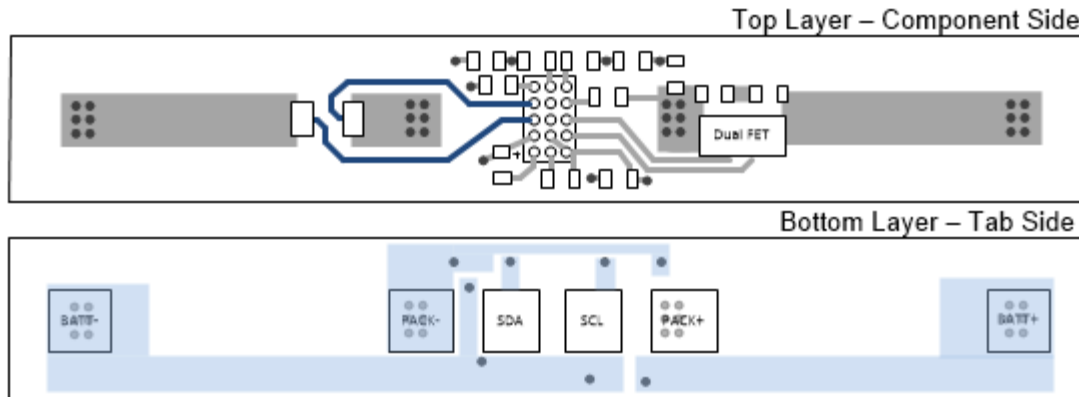 Top Layer – Component Side
+
Dual FET
Bottom Layer – Tab Side
BATT-
PACK-
SDA
SCL
PACK+
BATT+